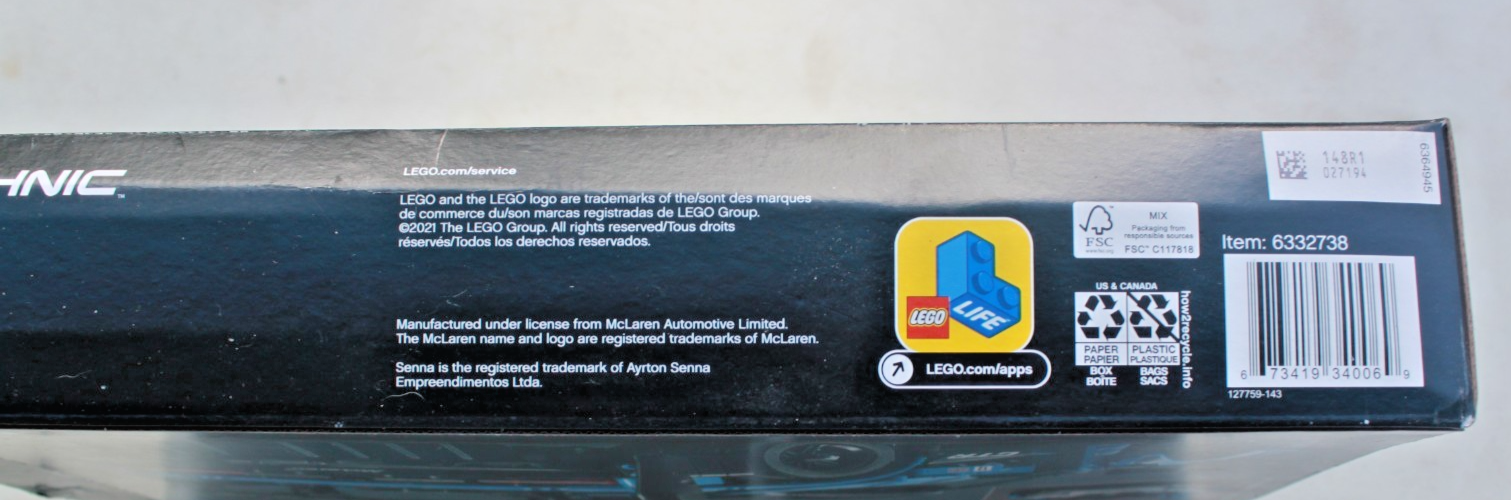 HNIC™
LEGO.com/service
LEGO and the LEGO logo are trademarks of the/sont des marques
de commerce du/son marcas registradas de LEGO Group.
©2021 The LEGO Group. All rights reserved/Tous droits
réservés/Todos los derechos reservados.
Manufactured under license from McLaren Automotive Limited.
The McLaren name and logo are registered trademarks of McLaren.
Senna is the registered trademark of Ayrton Senna
Empreendimentos Ltda.
LEGO
LIFE
LEGO.com/apps
FSC
www.fsc.org
MIX
Packaging from
responsible sources
FSC™ C117818
US & CANADA
PAPER
PAPIER
BOX
BOÎTE
PLASTIC
PLASTIQUE
BAGS
SACS
how2recycle.info
148R1
027194
6364945
Item: 6332738
6 73419 34006 9
127759-143